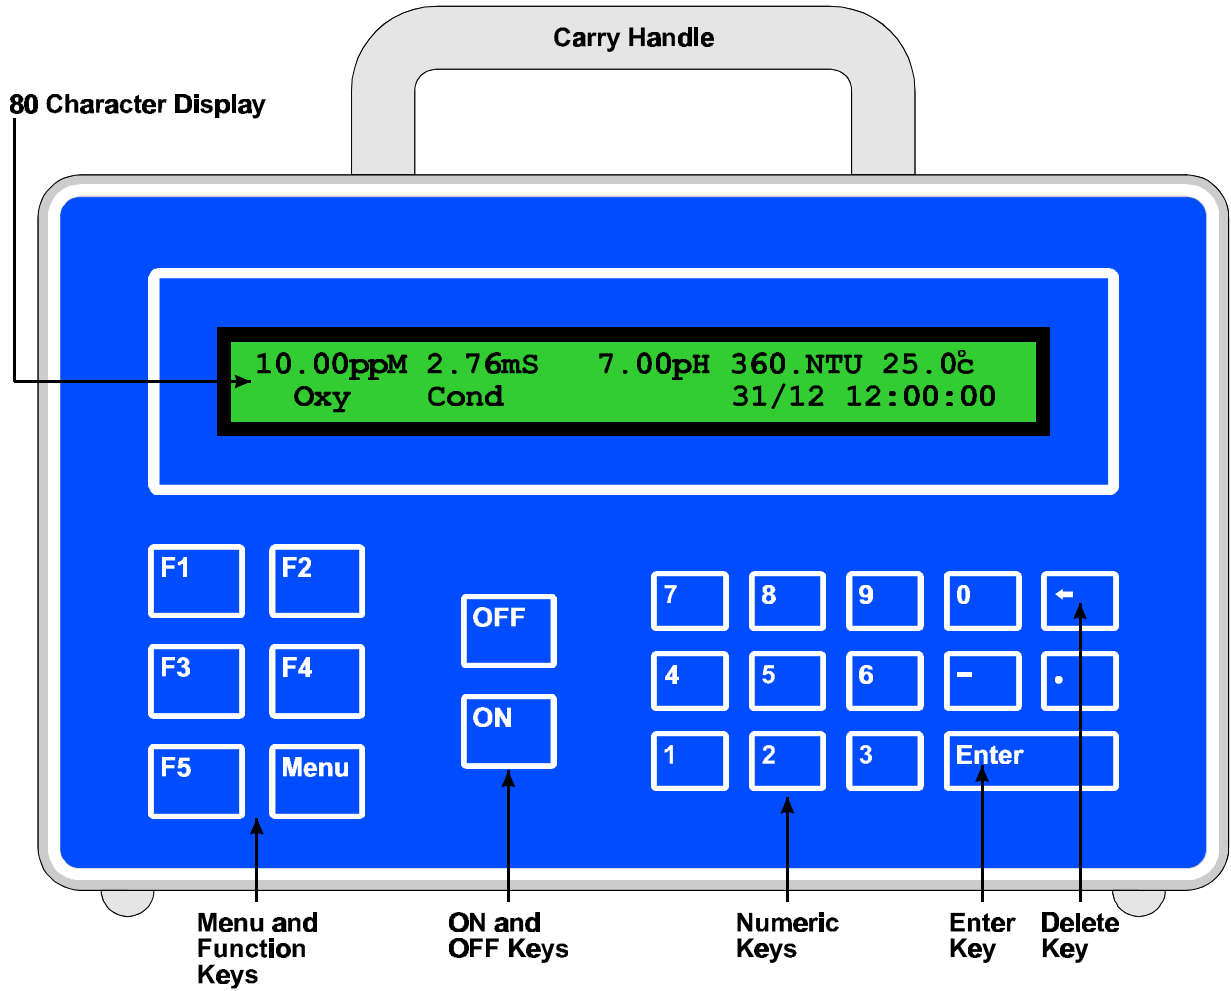 Carry Handle
80 Character Display
10.00ppM 2.76mS 7.00pH 360.NTU 25.0°c
Oxy Cond 31/12 12:00:00
F1 F2
F3 F4
F5 Menu
OFF
ON
7 8 9 0 ←
4 5 6 - .
1 2 3 Enter
Menu and
Function
Keys
ON and
OFF Keys
Numeric
Keys
Enter
Key
Delete
Key